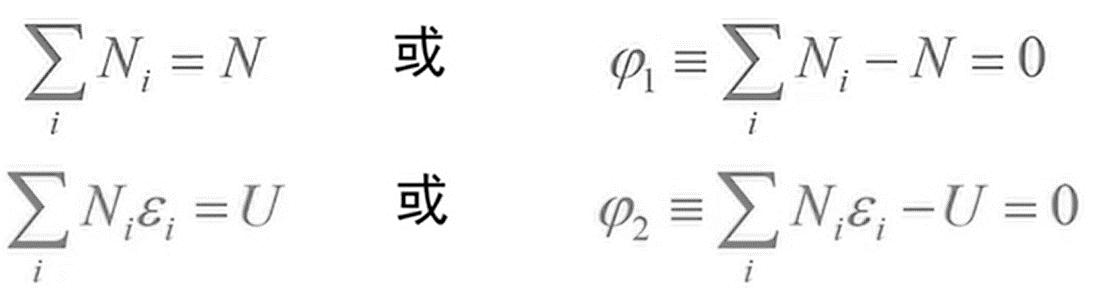 ∑_i N_i = N 或 φ_1 ≡ ∑_i N_i − N = 0
∑_i N_i ε_i = U 或 φ_2 ≡ ∑_i N_i ε_i − U = 0